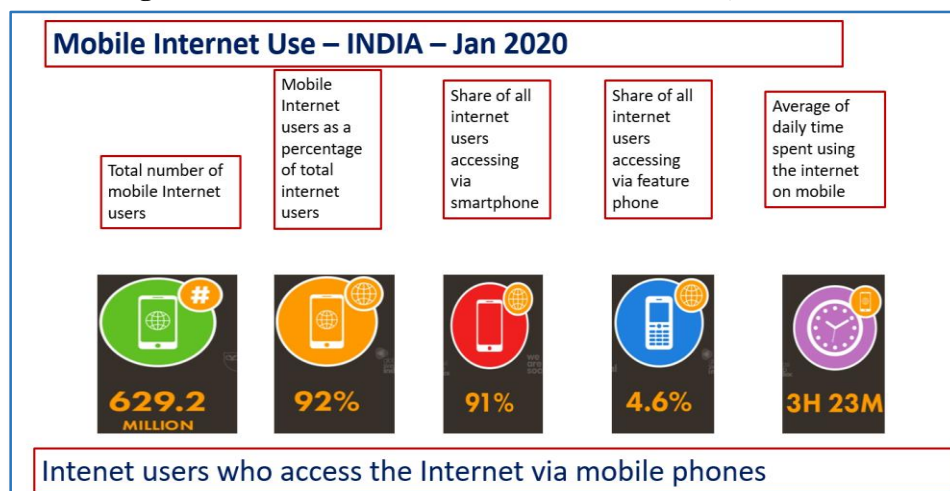 Mobile Internet Use – INDIA – Jan 2020
Total number of
mobile Internet
users
Mobile
Internet
users as a
percentage
of total
internet
users
Share of all
internet
users
accessing
via
smartphone
Share of all
internet
users
accessing
via feature
phone
Average of
daily time
spent using
the internet
on mobile
#
629.2
MILLION
92%
91%
we
are
soc
4.6%
3H 23M
Intenet users who access the Internet via mobile phones